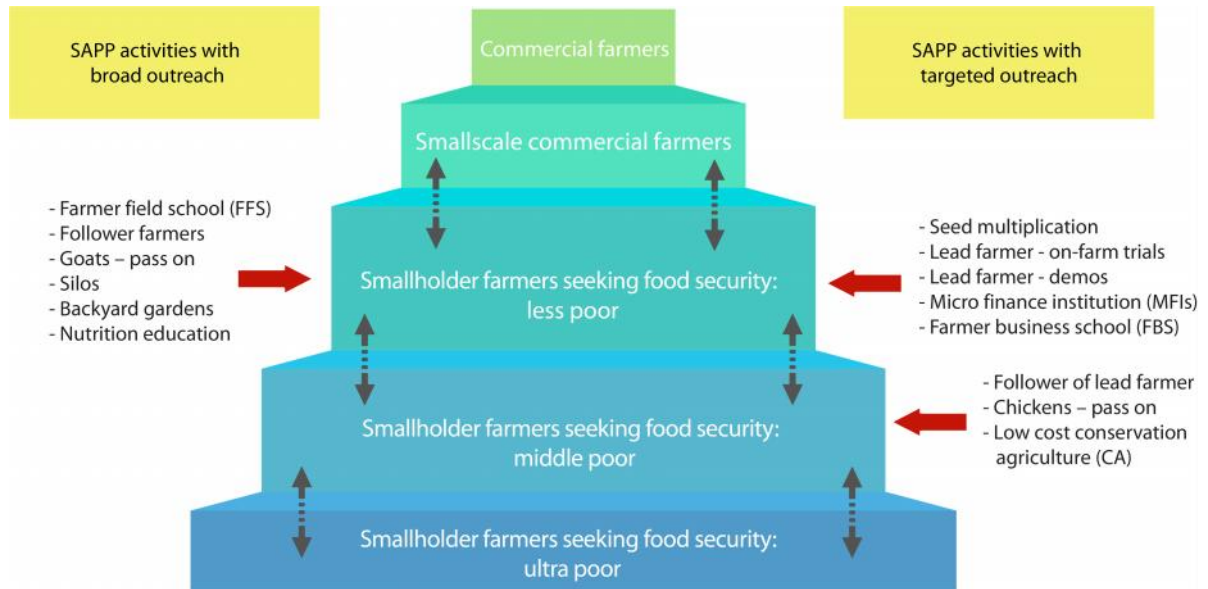 SAPP activities with
broad outreach
Commercial farmers
SAPP activities with
targeted outreach
Smallscale commercial farmers
- Farmer field school (FFS)
- Follower farmers
- Goats – pass on
- Silos
- Backyard gardens
- Nutrition education
Smallholder farmers seeking food security:
less poor
- Seed multiplication
- Lead farmer - on-farm trials
- Lead farmer - demos
- Micro finance institution (MFIs)
- Farmer business school (FBS)
Smallholder farmers seeking food security:
middle poor
- Follower of lead farmer
- Chickens – pass on
- Low cost conservation
agriculture (CA)
Smallholder farmers seeking food security:
ultra poor